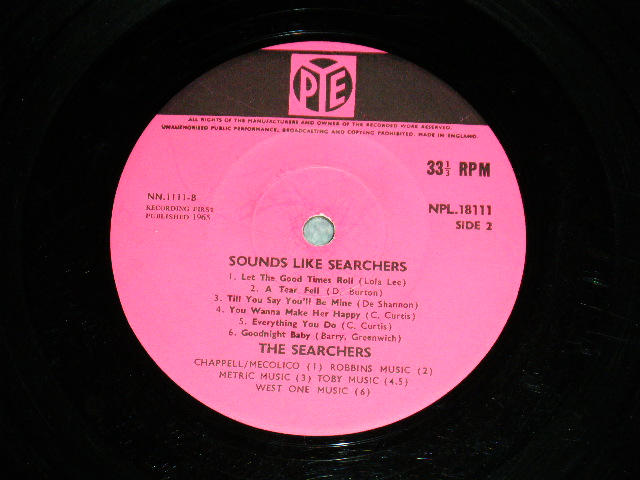 PYE
ALL RIGHTS OF THE MANUFACTURERS AND OWNER OF THE RECORDED WORK RESERVED.
UNAUTHORISED PUBLIC PERFORMANCE, BROADCASTING AND COPYING PROHIBITED. MADE IN ENGLAND.
33⅓ RPM
NN.1111-B
RECORDING FIRST
PUBLISHED 1965
NPL.18111
SIDE 2
SOUNDS LIKE SEARCHERS
1. Let The Good Times Roll (Lola Lee)
2. A Tear Fell (D. Burton)
3. Till You Say You'll Be Mine (De Shannon)
4. You Wanna Make Her Happy (C. Curtis)
5. Everything You Do (C. Curtis)
6. Goodnight Baby (Barry, Greenwich)
THE SEARCHERS
CHAPPELL/MECOLICO (1) ROBBINS MUSIC (2)
METRIC MUSIC (3) TOBY MUSIC (4.5)
WEST ONE MUSIC (6)